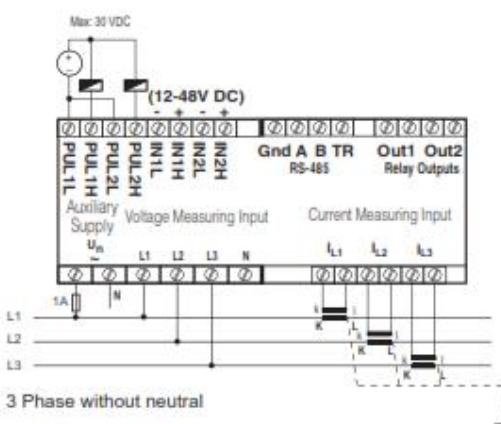 Max: 30 VDC
(12-48V DC)
- + - +
PUL1L PUL1H PUL2L PUL2H IN1L IN1H IN2L IN2H
Gnd A B TR
RS-485
Out1 Out2
Relay Outputs
Auxiliary
Supply
Voltage Measuring Input
Current Measuring Input
Un
~
L1 L2 L3 N
IL1 IL2 IL3
1A
N
L1
k l
K L
L2
k l
K L
L3
k l
K L
3 Phase without neutral